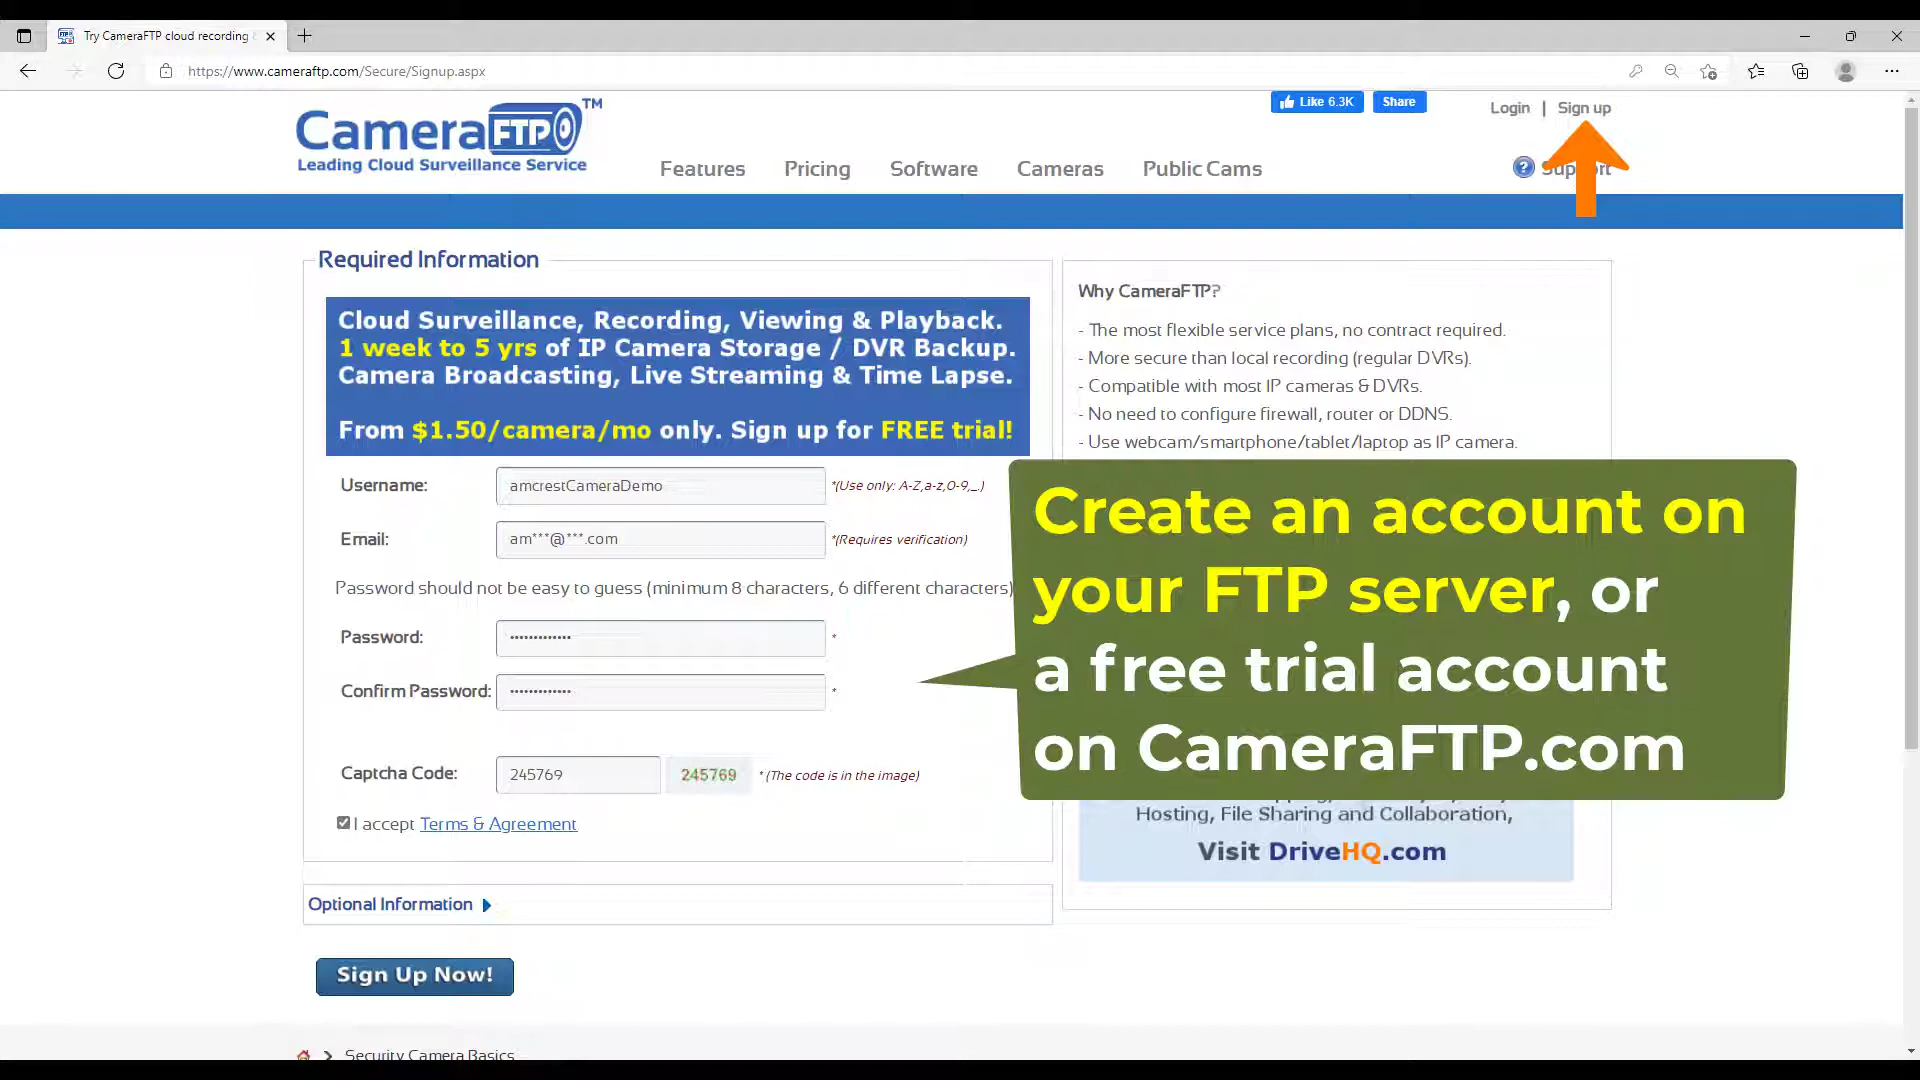 Try CameraFTP cloud recording
https://www.cameraftp.com/Secure/Signup.aspx
CameraFTP™
Leading Cloud Surveillance Service
Like 6.3K
Share
Login | Sign up
Features
Pricing
Software
Cameras
Public Cams
Support
Required Information
Cloud Surveillance, Recording, Viewing & Playback.
1 week to 5 yrs of IP Camera Storage / DVR Backup.
Camera Broadcasting, Live Streaming & Time Lapse.
From $1.50/camera/mo only. Sign up for FREE trial!
Username:
amcrestCameraDemo
*(Use only: A-Z,a-z,0-9,_,.)
Email:
am***@***.com
*(Requires verification)
Password should not be easy to guess (minimum 8 characters, 6 different characters)
Password:
•••••••••••••
*
Confirm Password:
•••••••••••••
*
Captcha Code:
245769
245769
* (The code is in the image)
I accept Terms & Agreement
Optional Information
Sign Up Now!
Why CameraFTP?
- The most flexible service plans, no contract required.
- More secure than local recording (regular DVRs).
- Compatible with most IP cameras & DVRs.
- No need to configure firewall, router or DDNS.
- Use webcam/smartphone/tablet/laptop as IP camera.
Create an account on
your FTP server, or
a free trial account
on CameraFTP.com
Hosting, File Sharing and Collaboration,
Visit DriveHQ.com
Security Camera Basics